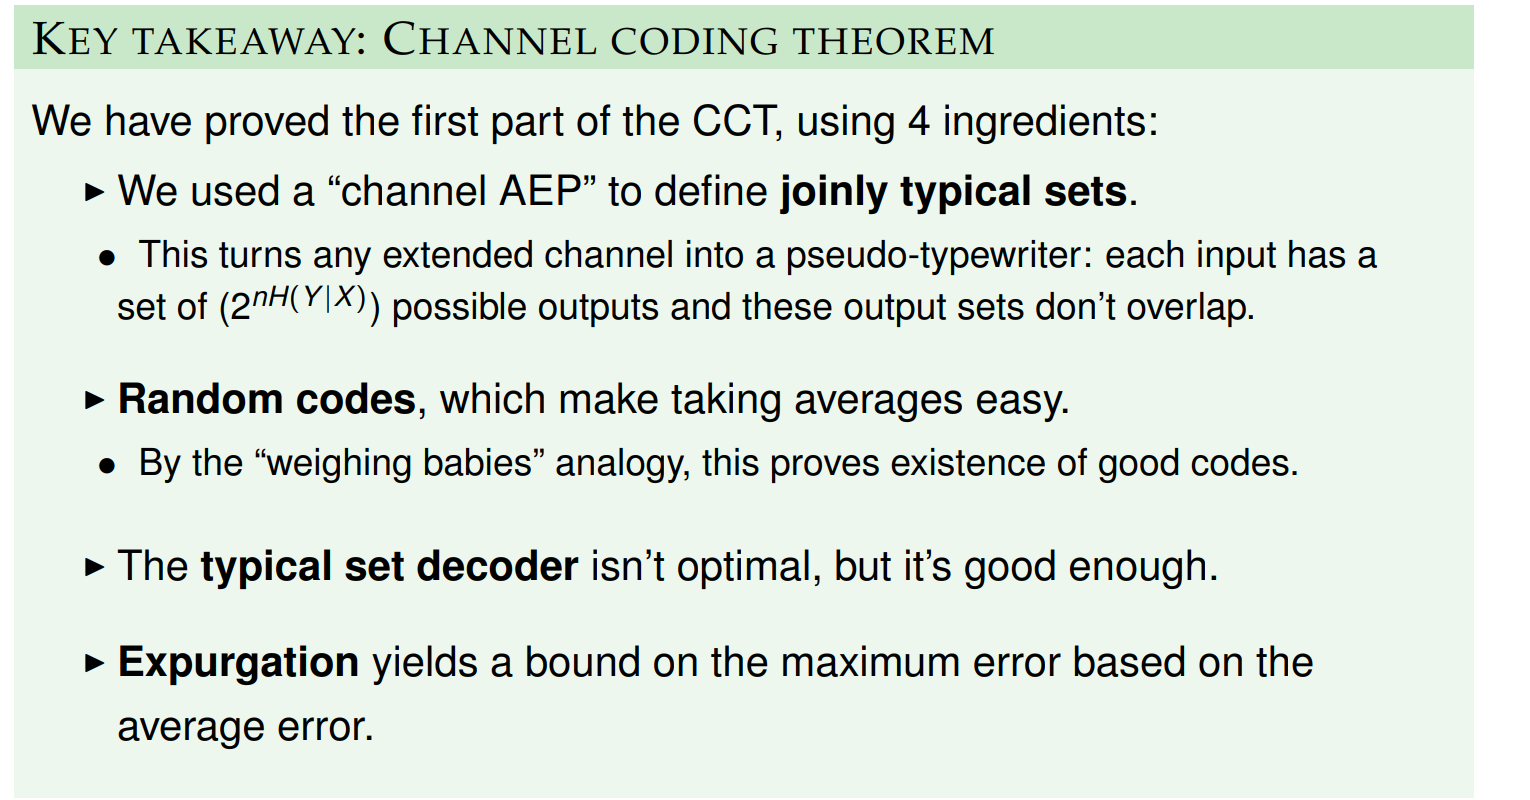 KEY TAKEAWAY: CHANNEL CODING THEOREM
We have proved the first part of the CCT, using 4 ingredients:
▶ We used a “channel AEP” to define joinly typical sets.
• This turns any extended channel into a pseudo-typewriter: each input has a
set of (2^{nH(Y|X)}) possible outputs and these output sets don’t overlap.
▶ Random codes, which make taking averages easy.
• By the “weighing babies” analogy, this proves existence of good codes.
▶ The typical set decoder isn’t optimal, but it’s good enough.
▶ Expurgation yields a bound on the maximum error based on the
average error.